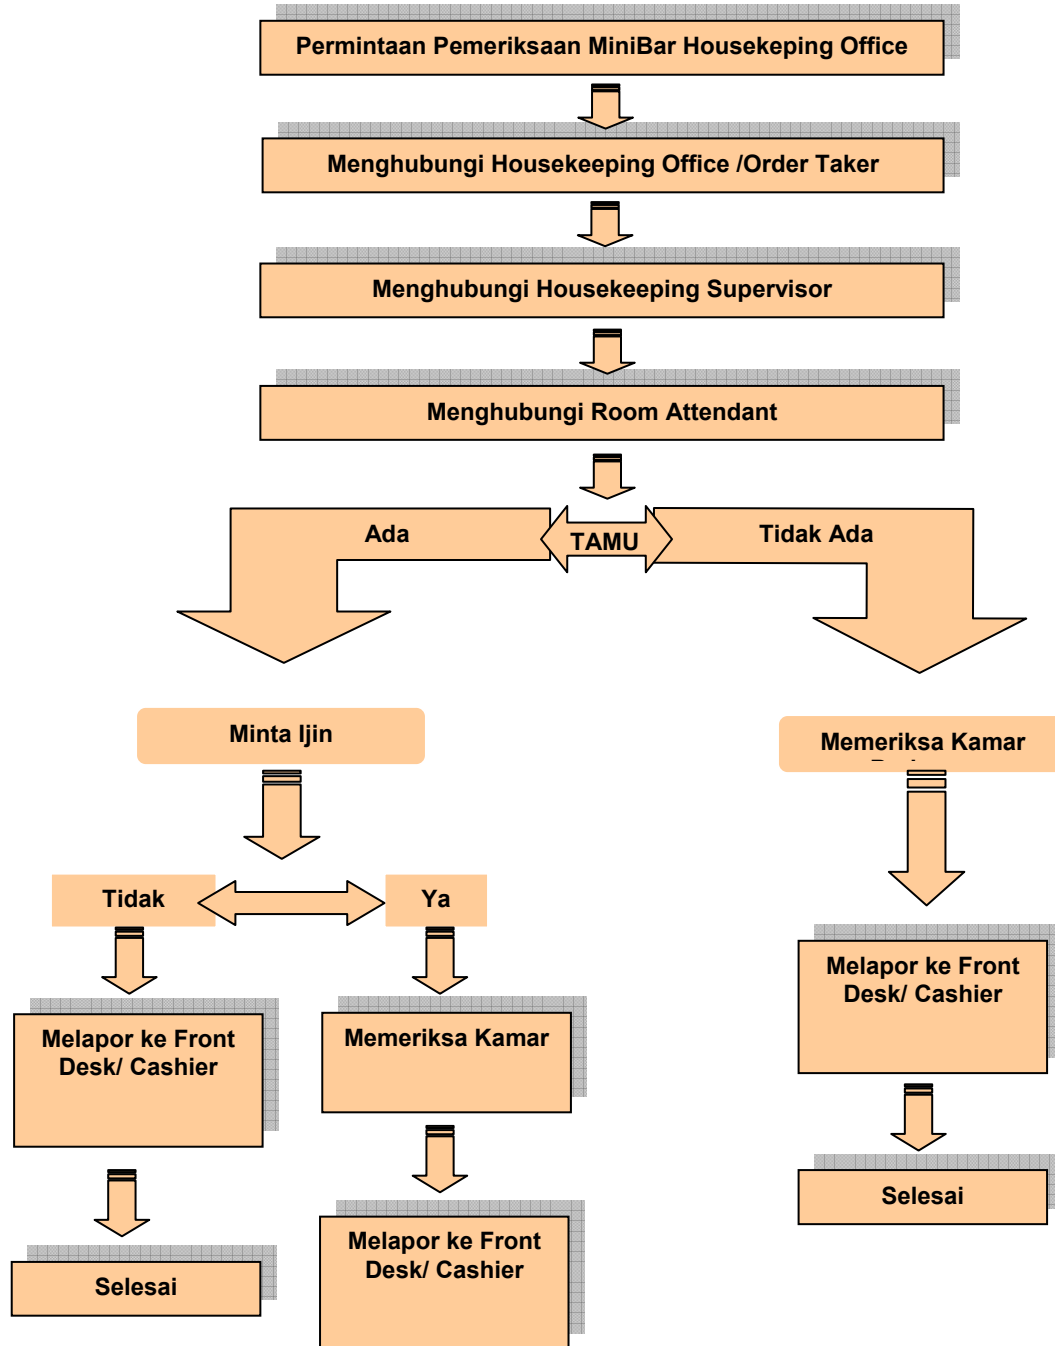 Permintaan Pemeriksaan MiniBar Housekeping Office
Menghubungi Housekeeping Office /Order Taker
Menghubungi Housekeeping Supervisor
Menghubungi Room Attendant
Ada
TAMU
Tidak Ada
Minta Ijin
Memeriksa Kamar
Tidak
Ya
Melapor ke Front
Desk/ Cashier
Melapor ke Front
Desk/ Cashier
Memeriksa Kamar
Selesai
Melapor ke Front
Desk/ Cashier
Selesai